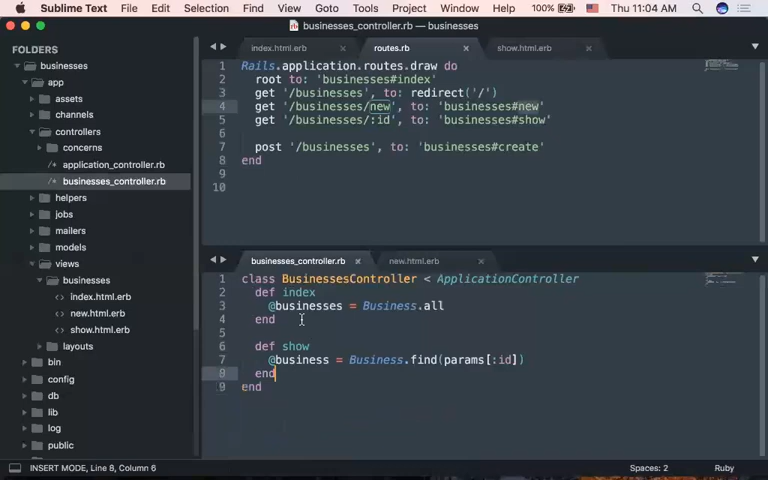 Sublime Text File Edit Selection Find View Goto Tools Project Window Help 100% Thu 11:04 AM
businesses_controller.rb — businesses
FOLDERS
businesses
app
assets
channels
controllers
concerns
application_controller.rb
businesses_controller.rb
helpers
jobs
mailers
models
views
businesses
index.html.erb
new.html.erb
show.html.erb
layouts
bin
config
db
lib
log
public
index.html.erb routes.rb show.html.erb
1 Rails.application.routes.draw do
2 root to: 'businesses#index'
3 get '/businesses', to: redirect('/')
4 get '/businesses/new', to: 'businesses#new'
5 get '/businesses/:id', to: 'businesses#show'
6
7 post '/businesses', to: 'businesses#create'
8 end
9
10
businesses_controller.rb new.html.erb
1 class BusinessesController < ApplicationController
2 def index
3 @businesses = Business.all
4 end
5
6 def show
7 @business = Business.find(params[:id])
8 end
9 end
INSERT MODE, Line 8, Column 6 Spaces: 2 Ruby